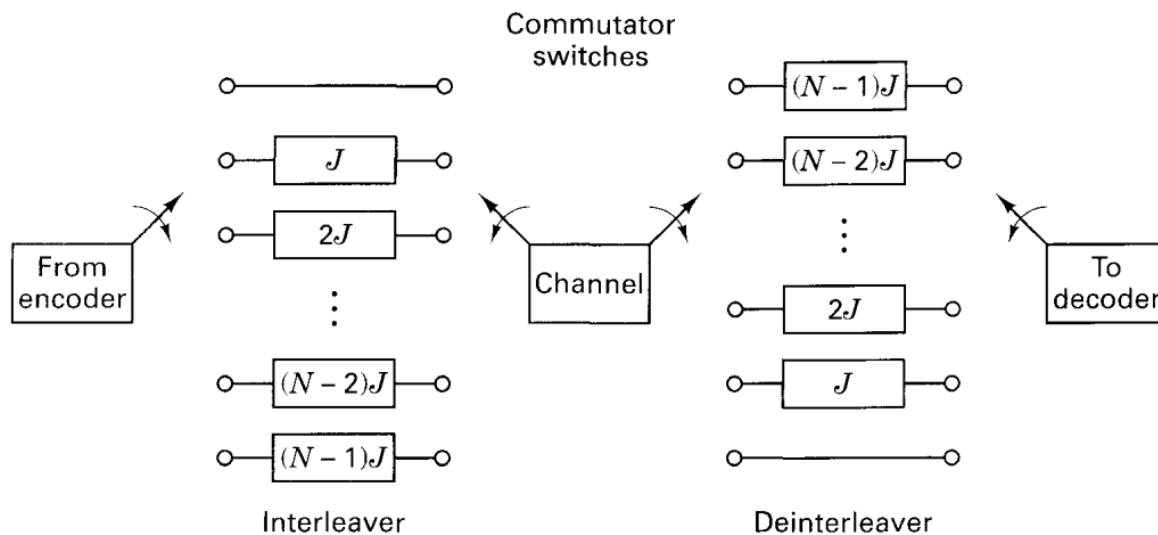 Commutator
switches
J
2J
⋮
(N – 2)J
(N – 1)J
(N – 1)J
(N – 2)J
⋮
2J
J
From
encoder
Channel
To
decoder
Interleaver
Deinterleaver